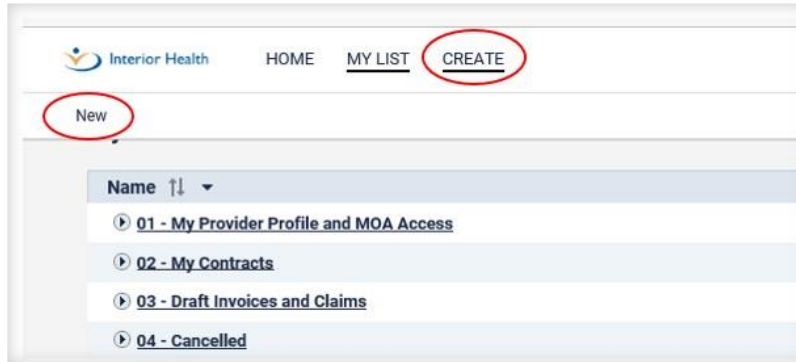 Interior Health HOME MY LIST CREATE
New
Name
01 - My Provider Profile and MOA Access
02 - My Contracts
03 - Draft Invoices and Claims
04 - Cancelled